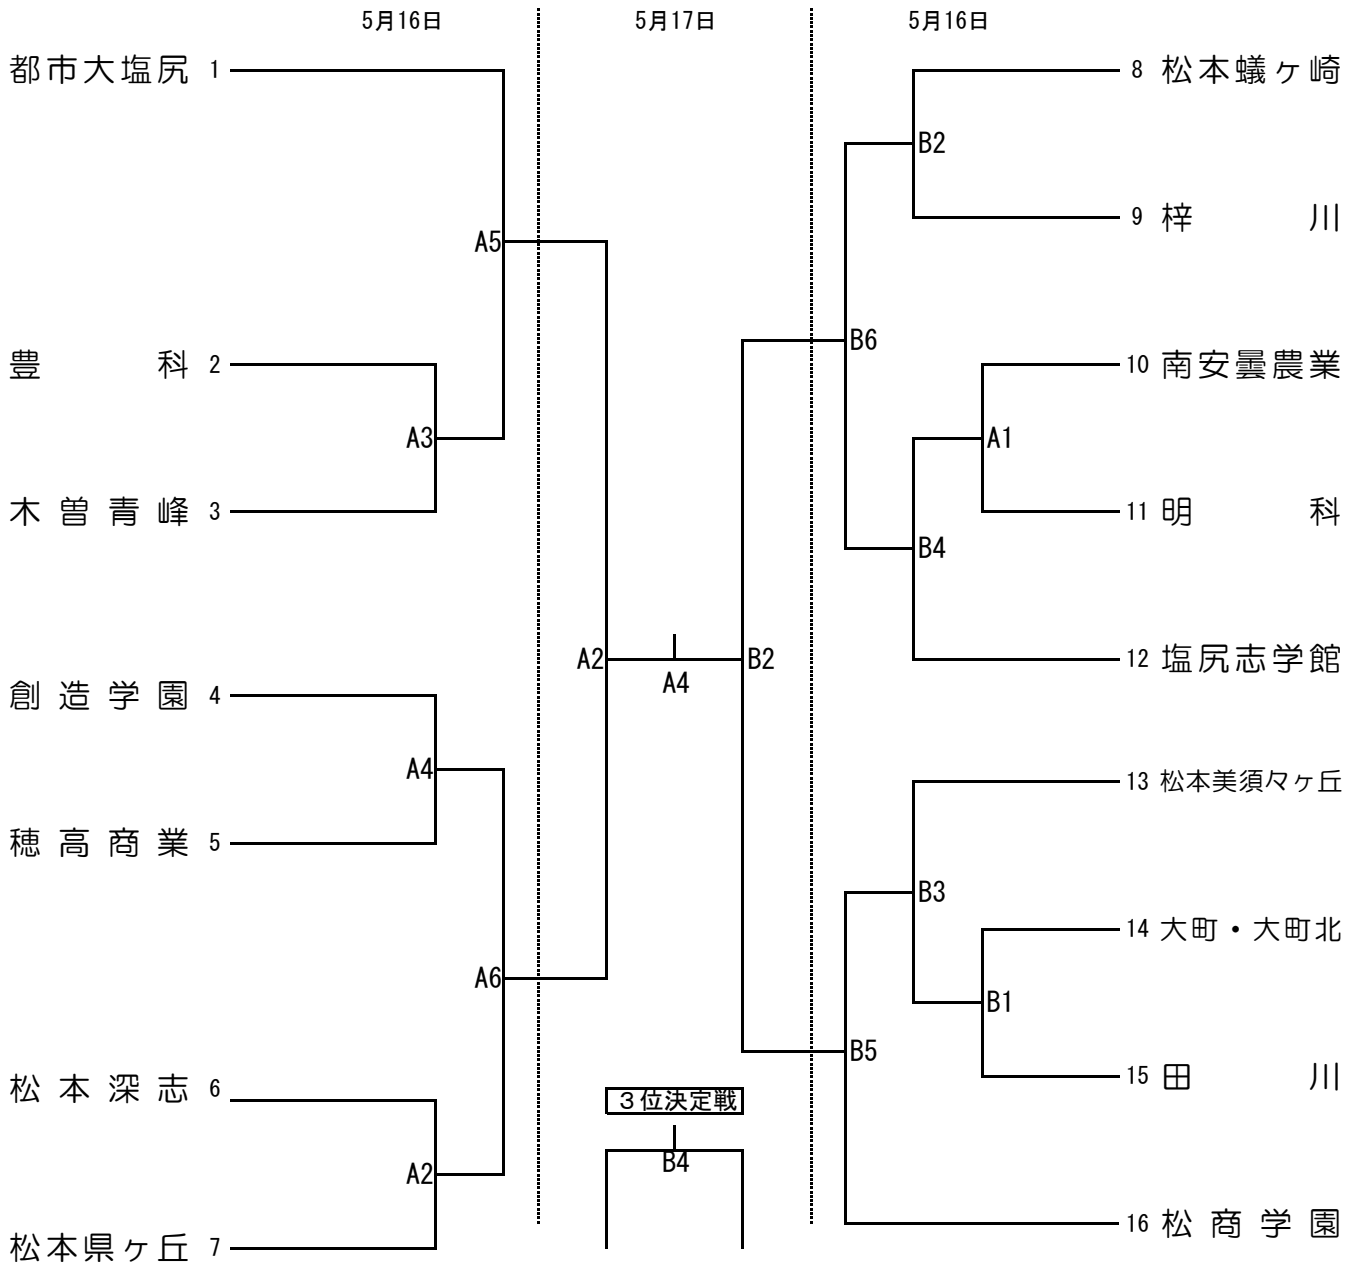 5月16日 5月17日 5月16日
都市大塩尻 1
豊科 2
木曽青峰 3
創造学園 4
穂高商業 5
松本深志 6
松本県ヶ丘 7
A5
A3
A4
A6
A2
A2
A4
B2
３位決定戦
B4
B2
B6
A1
B4
B3
B1
B5
8 松本蟻ヶ崎
9 梓川
10 南安曇農業
11 明科
12 塩尻志学館
13 松本美須々ヶ丘
14 大町・大町北
15 田川
16 松商学園